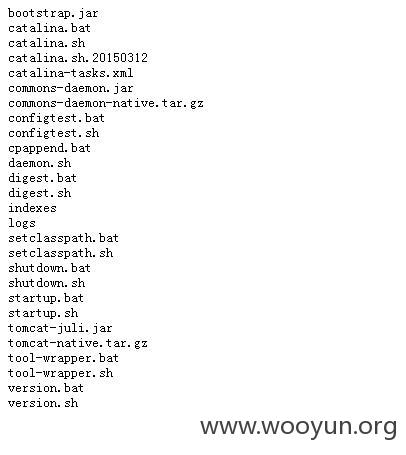 bootstrap.jar
catalina.bat
catalina.sh
catalina.sh.20150312
catalina-tasks.xml
commons-daemon.jar
commons-daemon-native.tar.gz
configtest.bat
configtest.sh
cpappend.bat
daemon.sh
digest.bat
digest.sh
indexes
logs
setclasspath.bat
setclasspath.sh
shutdown.bat
shutdown.sh
startup.bat
startup.sh
tomcat-juli.jar
tomcat-native.tar.gz
tool-wrapper.bat
tool-wrapper.sh
version.bat
version.sh
www.wooyun.org